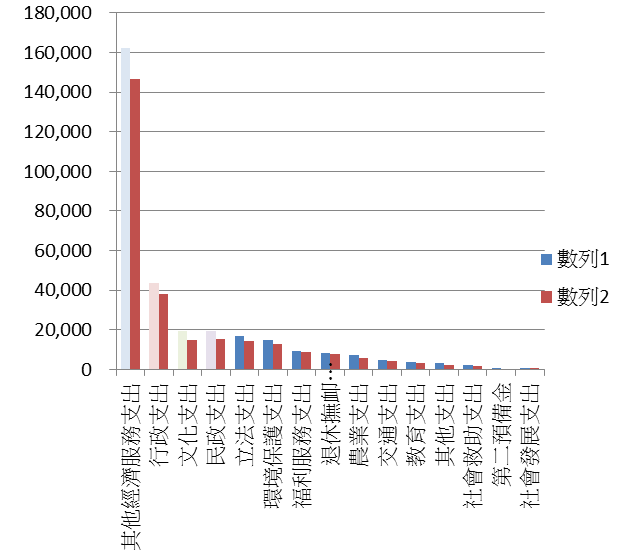 180,000
160,000
140,000
120,000
100,000
80,000
60,000
40,000
20,000
0
其他經濟服務支出
行政支出
文化支出
民政支出
立法支出
環境保護支出
福利服務支出
退休撫卹…
農業支出
交通支出
教育支出
其他支出
社會救助支出
第二預備金
社會發展支出
數列1
數列2